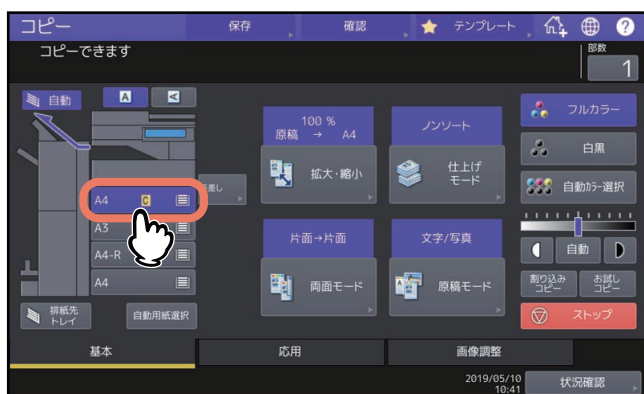 コピー
保存
確認
テンプレート
?
コピーできます
部数
1
自動
A
A
100 %
原稿 → A4
ノンソート
フルカラー
拡大・縮小
仕上げ
モード
白黒
自動カラー選択
A4 C
差し
A3
A4-R
A4
片面→片面
文字/写真
両面モード
原稿モード
自動
割り込み
コピー
お試し
コピー
排紙先
トレイ
自動用紙選択
ストップ
基本
応用
画像調整
2019/05/10
10:41
状況確認